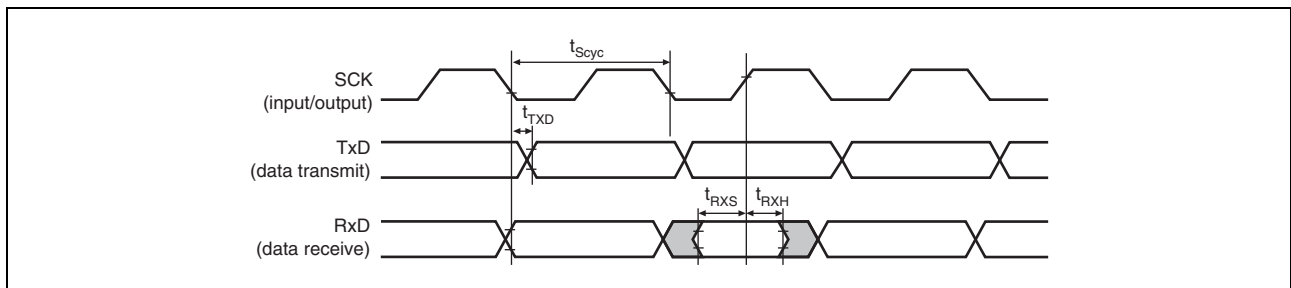 tScyc
SCK
(input/output)
tTXD
TxD
(data transmit)
tRXS
tRXH
RxD
(data receive)